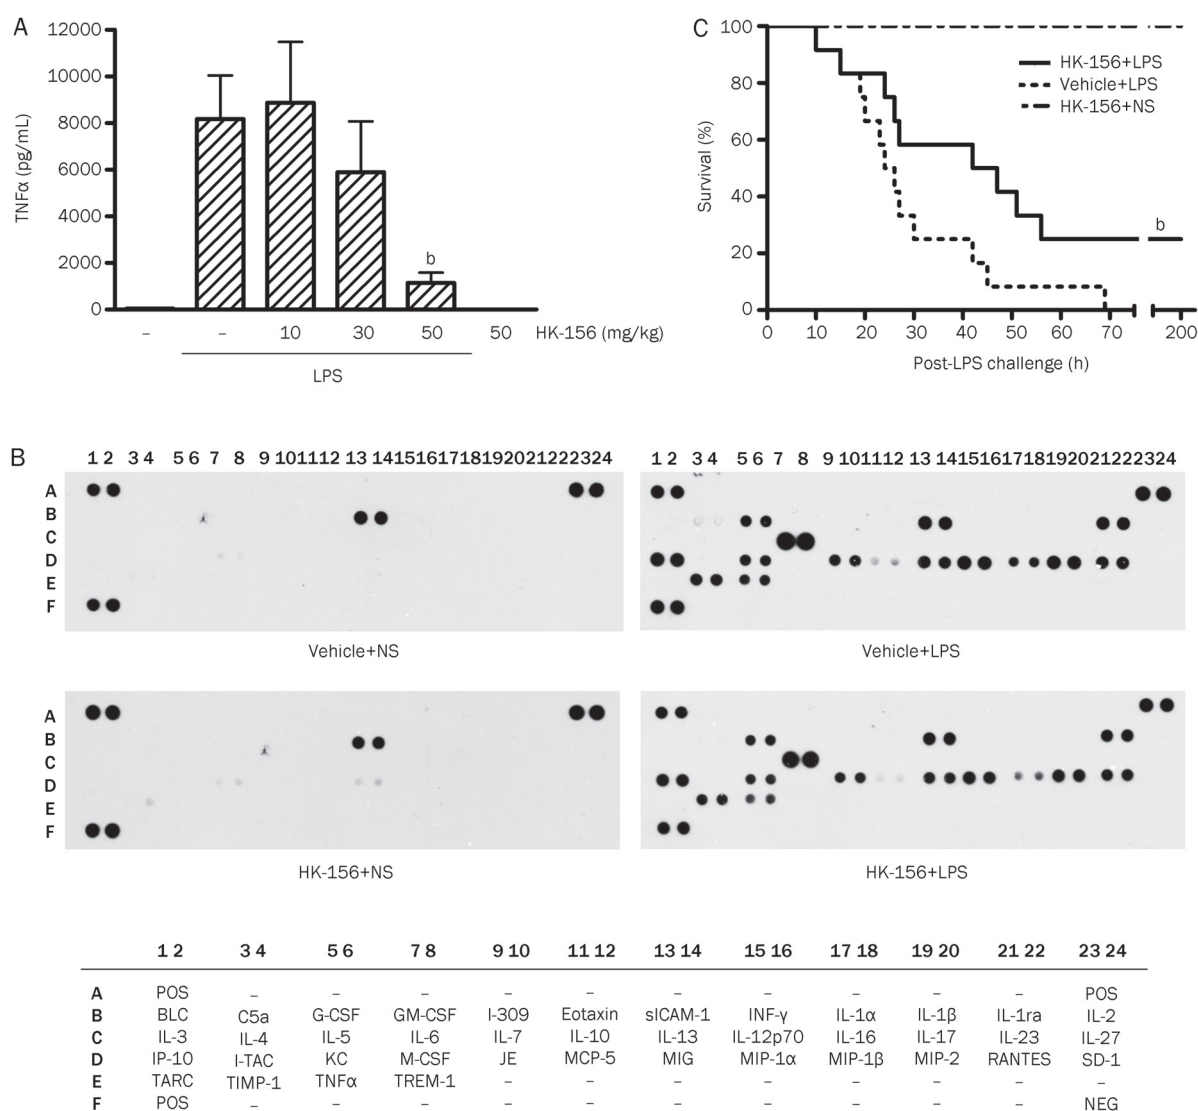 A
12000
10000
8000
6000
4000
2000
0
TNFα (pg/mL)
b
– – 10 30 50 50 HK-156 (mg/kg)
LPS
C
100
80
60
40
20
0
Survival (%)
HK-156+LPS
Vehicle+LPS
HK-156+NS
b
0 10 20 30 40 50 60 70 200
Post-LPS challenge (h)
B
1 2 3 4 5 6 7 8 9 10 11 12 13 14 15 16 17 18 19 20 21 22 23 24
A
B
C
D
E
F
Vehicle+NS
1 2 3 4 5 6 7 8 9 10 11 12 13 14 15 16 17 18 19 20 21 22 23 24
Vehicle+LPS
A
B
C
D
E
F
HK-156+NS
HK-156+LPS
1 2 3 4 5 6 7 8 9 10 11 12 13 14 15 16 17 18 19 20 21 22 23 24
A POS – – – – – – – – – – POS
B BLC C5a G-CSF GM-CSF I-309 Eotaxin sICAM-1 INF-γ IL-1α IL-1β IL-1ra IL-2
C IL-3 IL-4 IL-5 IL-6 IL-7 IL-10 IL-13 IL-12p70 IL-16 IL-17 IL-23 IL-27
D IP-10 I-TAC KC M-CSF JE MCP-5 MIG MIP-1α MIP-1β MIP-2 RANTES SD-1
E TARC TIMP-1 TNFα TREM-1 – – – – – – – –
F POS – – – – – – – – – – NEG